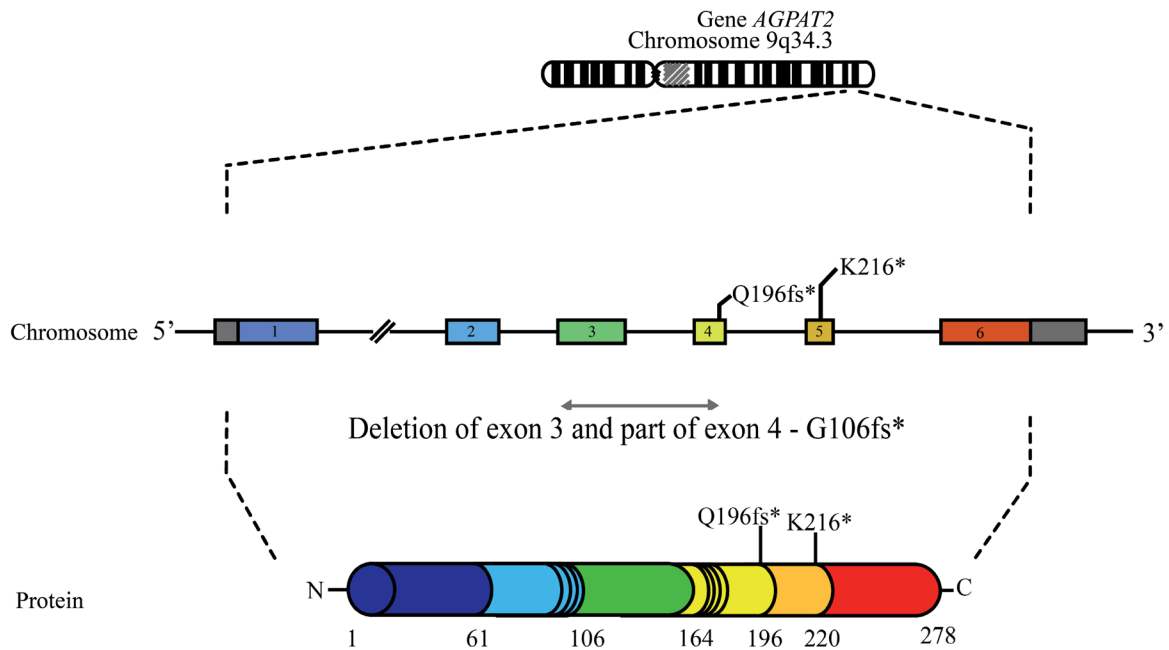 Gene AGPAT2
Chromosome 9q34.3
K216*
Q196fs*
Chromosome 5’ 1 2 3 4 5 6 3’
Deletion of exon 3 and part of exon 4 - G106fs*
Q196fs* K216*
N C
Protein
1 61 106 164 196 220 278